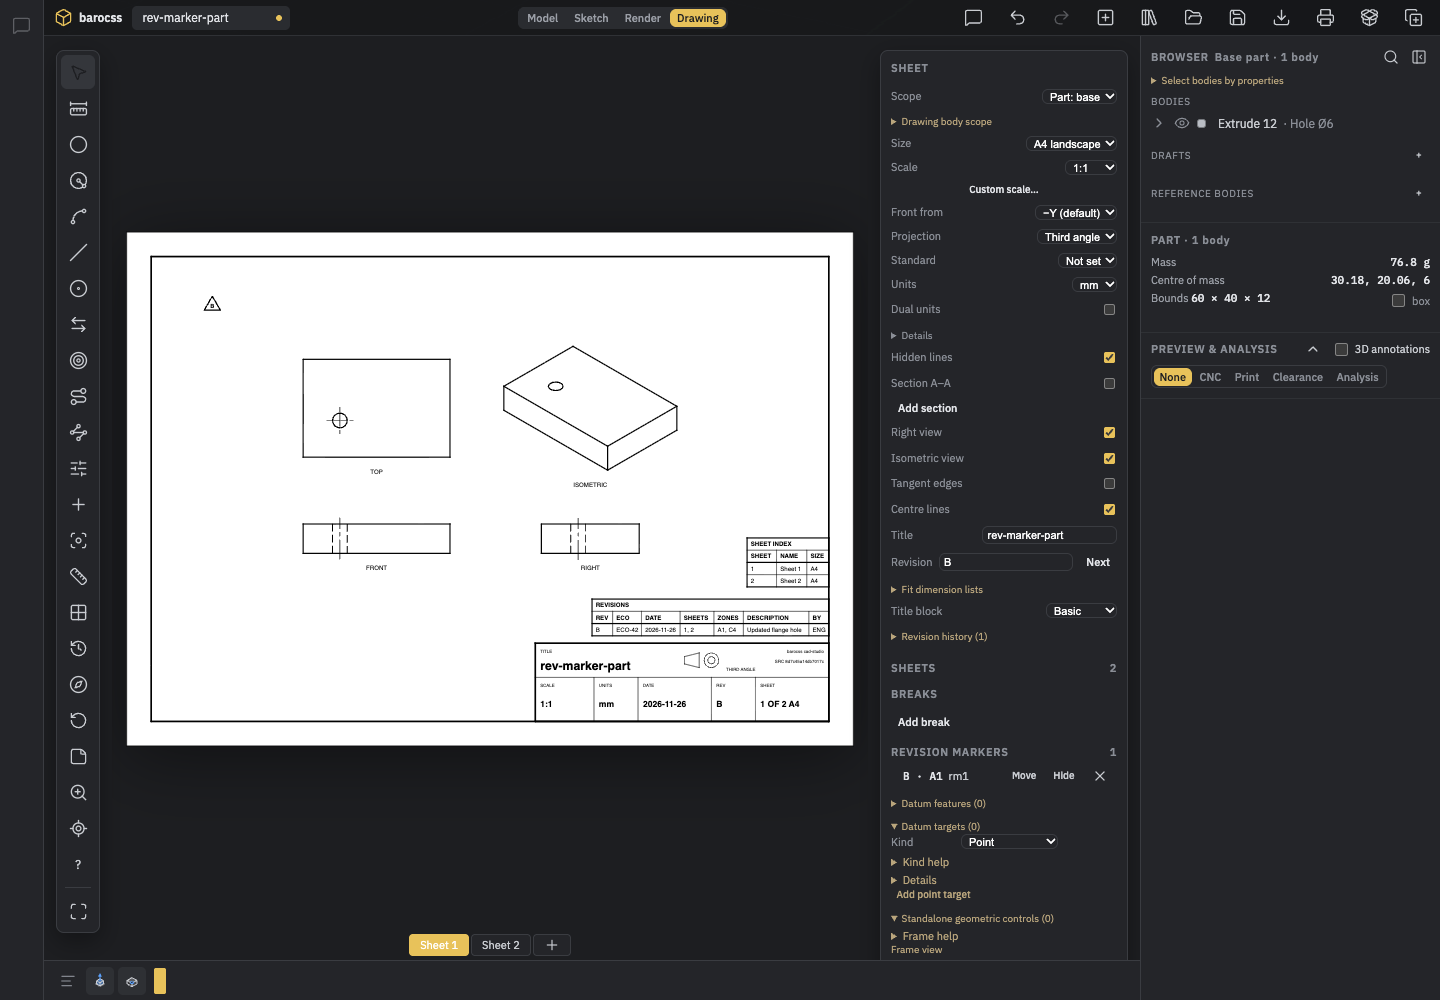 barocss
rev-marker-part
Model
Sketch
Render
Drawing
B
TOP
ISOMETRIC
FRONT
RIGHT
SHEET INDEX
SHEET NAME SIZE
1 Sheet 1 A4
2 Sheet 2 A4
REVISIONS
REV ECO DATE SHEETS ZONES DESCRIPTION BY
B ECO-42 2026-11-26 1, 2 A1, C4 Updated flange hole ENG
TITLE
rev-marker-part
THIRD ANGLE
barocss cad-studio
SCALE UNITS DATE REV SHEET
1:1 mm 2026-11-26 B 1 OF 2 A4
Sheet 1
Sheet 2
?
SHEET
Scope Part: base
Drawing body scope
Size A4 landscape
Scale 1:1
Custom scale...
Front from −Y (default)
Projection Third angle
Standard Not set
Units mm
Dual units
Details
Hidden lines
Section A–A
Add section
Right view
Isometric view
Tangent edges
Centre lines
Title rev-marker-part
Revision B Next
Fit dimension lists
Title block Basic
Revision history (1)
SHEETS 2
BREAKS
Add break
REVISION MARKERS 1
B · A1 rm1 Move Hide
Datum features (0)
Datum targets (0)
Kind Point
Kind help
Details
Add point target
Standalone geometric controls (0)
Frame help
Frame view
BROWSER Base part · 1 body
Select bodies by properties
BODIES
Extrude 12 · Hole Ø6
DRAFTS
REFERENCE BODIES
PART · 1 body
Mass 76.8 g
Centre of mass 30.18, 20.06, 6
Bounds 60 × 40 × 12 box
PREVIEW & ANALYSIS 3D annotations
None CNC Print Clearance Analysis